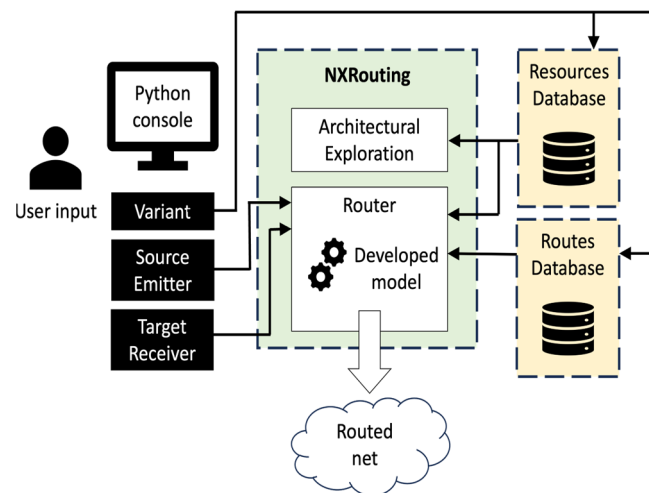 NXRouting
Resources
Database
Python
console
Architectural
Exploration
User input
Variant
Router
Source
Emitter
Developed
model
Routes
Database
Target
Receiver
Routed
net